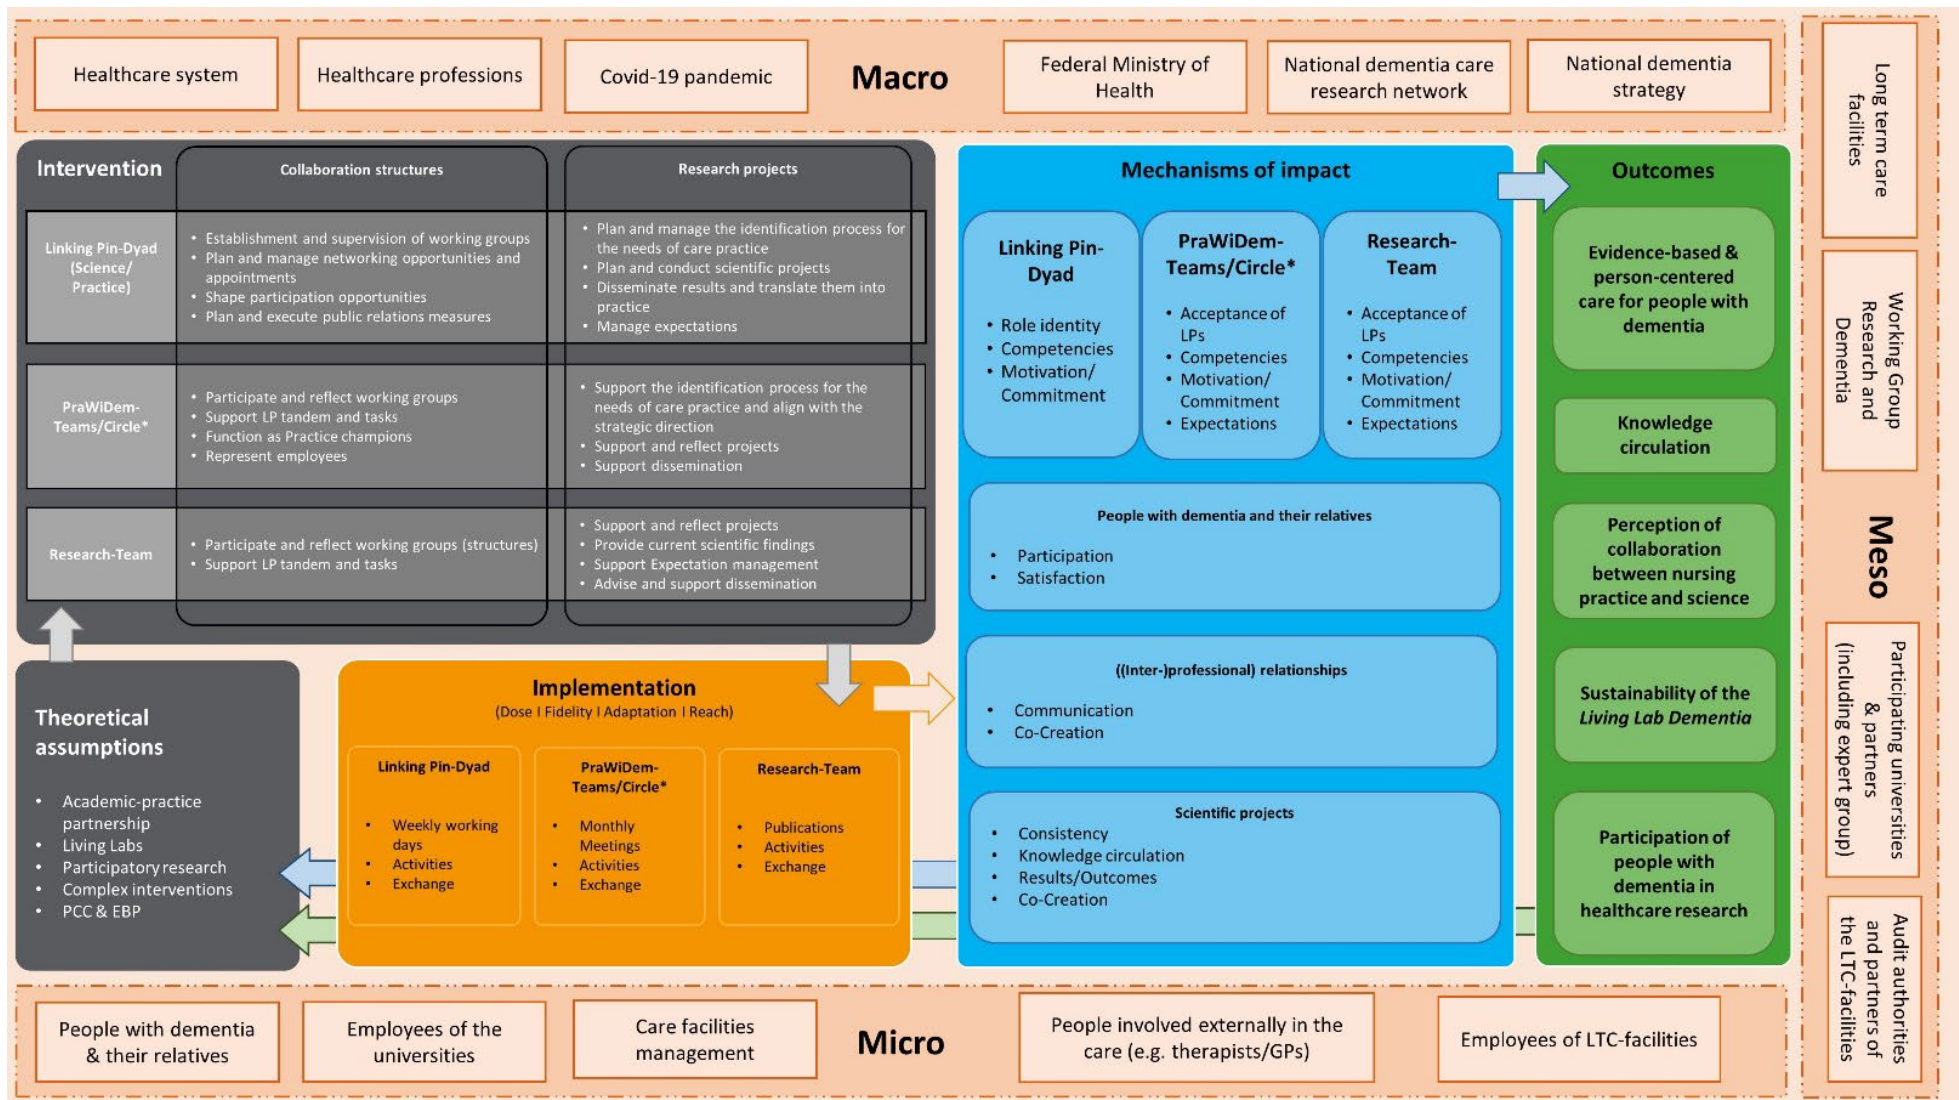 Healthcare system
Healthcare professions
Covid-19 pandemic
Macro
Federal Ministry of
Health
National dementia care
research network
National dementia
strategy
Intervention
Collaboration structures
Research projects
Linking Pin-Dyad
(Science/
Practice)
• Establishment and supervision of working groups
• Plan and manage networking opportunities and
appointments
• Shape participation opportunities
• Plan and execute public relations measures
• Plan and manage the identification process for
the needs of care practice
• Plan and conduct scientific projects
• Disseminate results and translate them into
practice
• Manage expectations
PraWiDem-
Teams/Circle*
• Participate and reflect working groups
• Support LP tandem and tasks
• Function as Practice champions
• Represent employees
• Support the identification process for the
needs of care practice and align with the
strategic direction
• Support and reflect projects
• Support dissemination
Research-Team
• Participate and reflect working groups (structures)
• Support LP tandem and tasks
• Support and reflect projects
• Provide current scientific findings
• Support Expectation management
• Advise and support dissemination
Theoretical
assumptions
• Academic-practice
partnership
• Living Labs
• Participatory research
• Complex interventions
• PCC & EBP
Implementation
(Dose I Fidelity I Adaptation I Reach)
Linking Pin-Dyad
• Weekly working
days
• Activities
• Exchange
PraWiDem-
Teams/Circle*
• Monthly
Meetings
• Activities
• Exchange
Research-Team
• Publications
• Activities
• Exchange
Mechanisms of impact
Linking Pin-
Dyad
• Role identity
• Competencies
• Motivation/
Commitment
PraWiDem-
Teams/Circle*
• Acceptance of
LPs
• Competencies
• Motivation/
Commitment
• Expectations
Research-
Team
• Acceptance of
LPs
• Competencies
• Motivation/
Commitment
• Expectations
People with dementia and their relatives
• Participation
• Satisfaction
((Inter-)professional) relationships
• Communication
• Co-Creation
Scientific projects
• Consistency
• Knowledge circulation
• Results/Outcomes
• Co-Creation
Outcomes
Evidence-based &
person-centered
care for people with
dementia
Knowledge
circulation
Perception of
collaboration
between nursing
practice and science
Sustainability of the
Living Lab Dementia
Participation of
people with
dementia in
healthcare research
Long term care
facilities
Working Group
Research and
Dementia
Meso
Participating universities
& partners
(including expert group)
Audit authorities
and partners of
the LTC-facilities
People with dementia
& their relatives
Employees of the
universities
Care facilities
management
Micro
People involved externally in the
care (e.g. therapists/GPs)
Employees of LTC-facilities